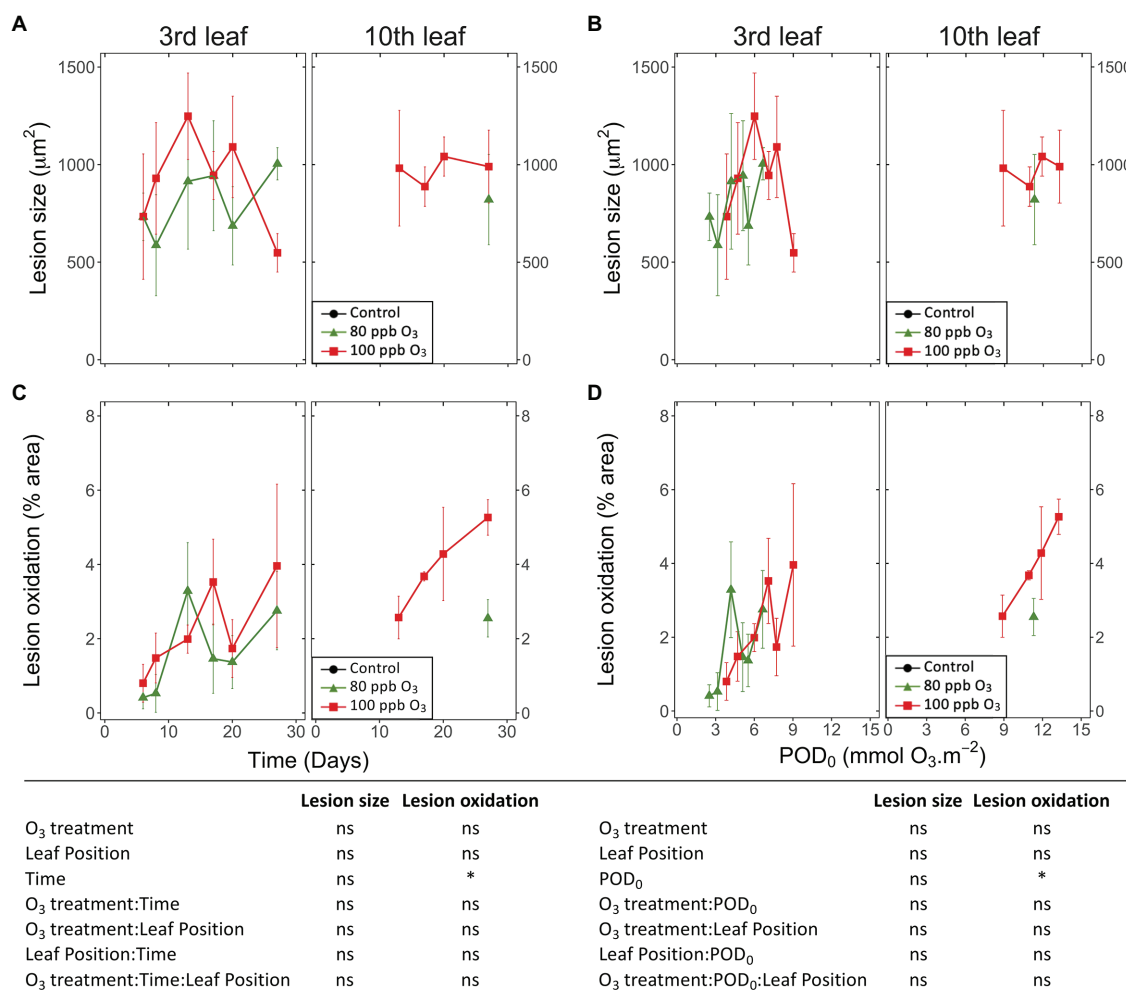 A
3rd leaf
10th leaf
Lesion size (μm²)
1500
1000
500
0
1500
1000
500
0
Control
80 ppb O₃
100 ppb O₃
B
3rd leaf
10th leaf
Lesion size (μm²)
1500
1000
500
0
1500
1000
500
0
Control
80 ppb O₃
100 ppb O₃
C
Lesion oxidation (% area)
8
6
4
2
0
8
6
4
2
0
Control
80 ppb O₃
100 ppb O₃
0 10 20 30 0 10 20 30
Time (Days)
D
Lesion oxidation (% area)
8
6
4
2
0
8
6
4
2
0
Control
80 ppb O₃
100 ppb O₃
0 3 6 9 12 15 0 3 6 9 12 15
POD₀ (mmol O₃.m⁻²)
Lesion size Lesion oxidation
O₃ treatment ns ns
Leaf Position ns ns
Time ns *
O₃ treatment:Time ns ns
O₃ treatment:Leaf Position ns ns
Leaf Position:Time ns ns
O₃ treatment:Time:Leaf Position ns ns
Lesion size Lesion oxidation
O₃ treatment ns ns
Leaf Position ns ns
POD₀ ns *
O₃ treatment:POD₀ ns ns
O₃ treatment:Leaf Position ns ns
Leaf Position:POD₀ ns ns
O₃ treatment:POD₀:Leaf Position ns ns